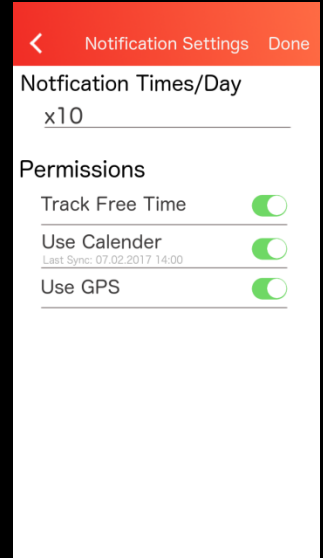 Notification Settings Done
Notfication Times/Day
x10
Permissions
Track Free Time
Use Calender
Last Sync: 07.02.2017 14:00
Use GPS